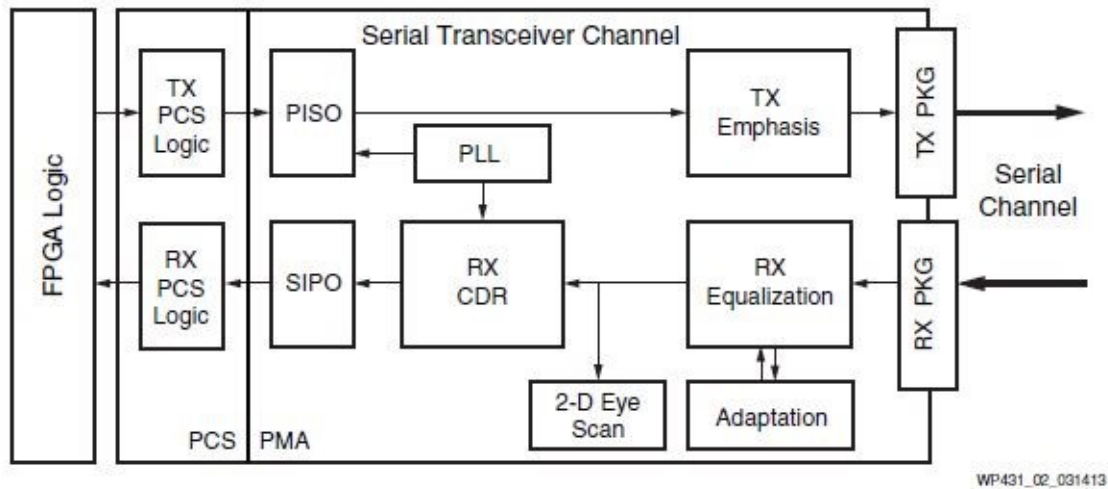 Serial Transceiver Channel
FPGA Logic
TX
PCS
Logic
PISO
PLL
TX
Emphasis
TX PKG
Serial
Channel
RX
PCS
Logic
SIPO
RX
CDR
RX
Equalization
RX PKG
2-D Eye
Scan
Adaptation
PCS
PMA
WP431_02_031413